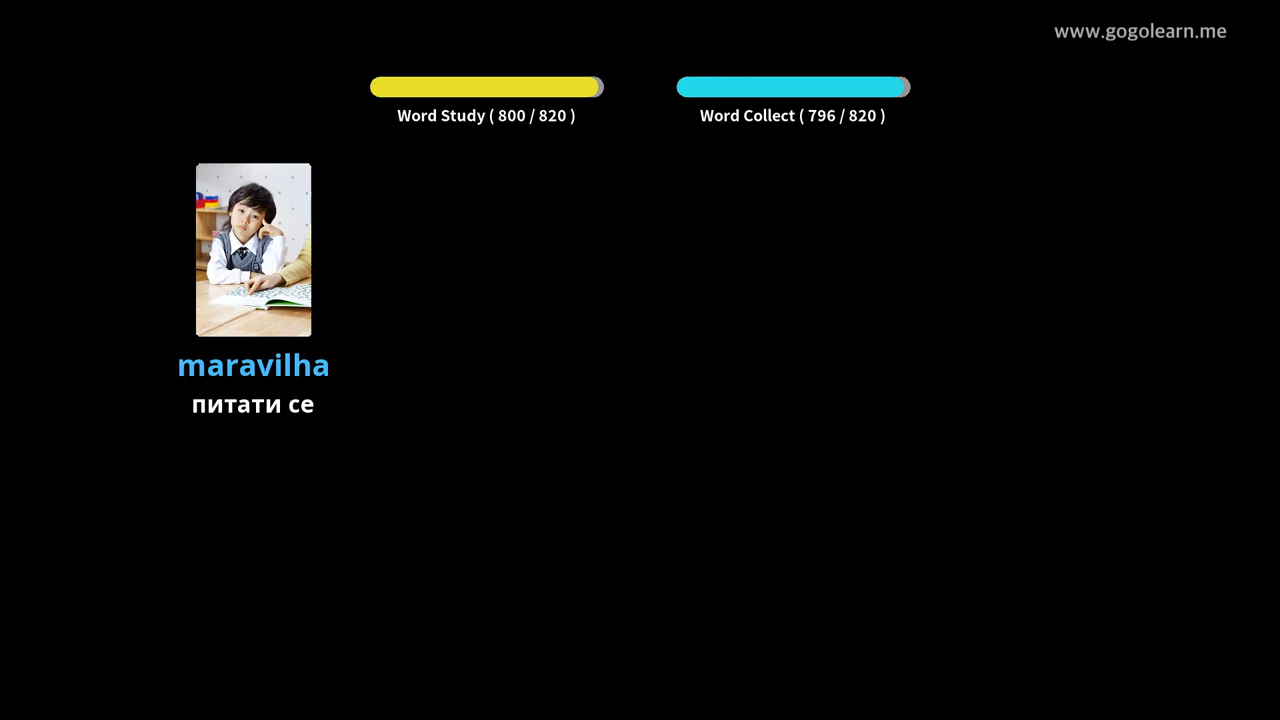 www.gogolearn.me
Word Study ( 800 / 820 )
Word Collect ( 796 / 820 )
maravilha
питати се